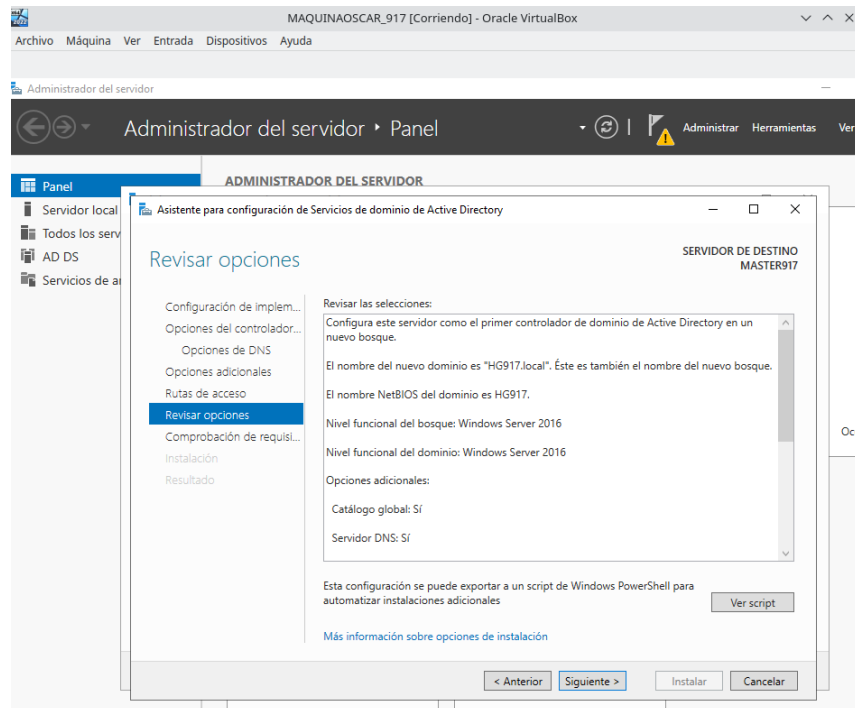 MAQUINAOSCAR_917 [Corriendo] - Oracle VirtualBox
Archivo Máquina Ver Entrada Dispositivos Ayuda
Administrador del servidor
Administrador del servidor Panel
Administrar Herramientas Ver
Panel
Servidor local
Todos los serv
AD DS
Servicios de ar
ADMINISTRADOR DEL SERVIDOR
Asistente para configuración de Servicios de dominio de Active Directory
Revisar opciones
SERVIDOR DE DESTINO
MASTER917
Configuración de implem...
Opciones del controlador...
Opciones de DNS
Opciones adicionales
Rutas de acceso
Revisar opciones
Comprobación de requisi...
Instalación
Resultado
Revisar las selecciones:
Configura este servidor como el primer controlador de dominio de Active Directory en un
nuevo bosque.
El nombre del nuevo dominio es "HG917.local". Éste es también el nombre del nuevo bosque.
El nombre NetBIOS del dominio es HG917.
Nivel funcional del bosque: Windows Server 2016
Nivel funcional del dominio: Windows Server 2016
Opciones adicionales:
Catálogo global: Sí
Servidor DNS: Sí
Oc
Esta configuración se puede exportar a un script de Windows PowerShell para
automatizar instalaciones adicionales
Ver script
Más información sobre opciones de instalación
< Anterior Siguiente > Instalar Cancelar